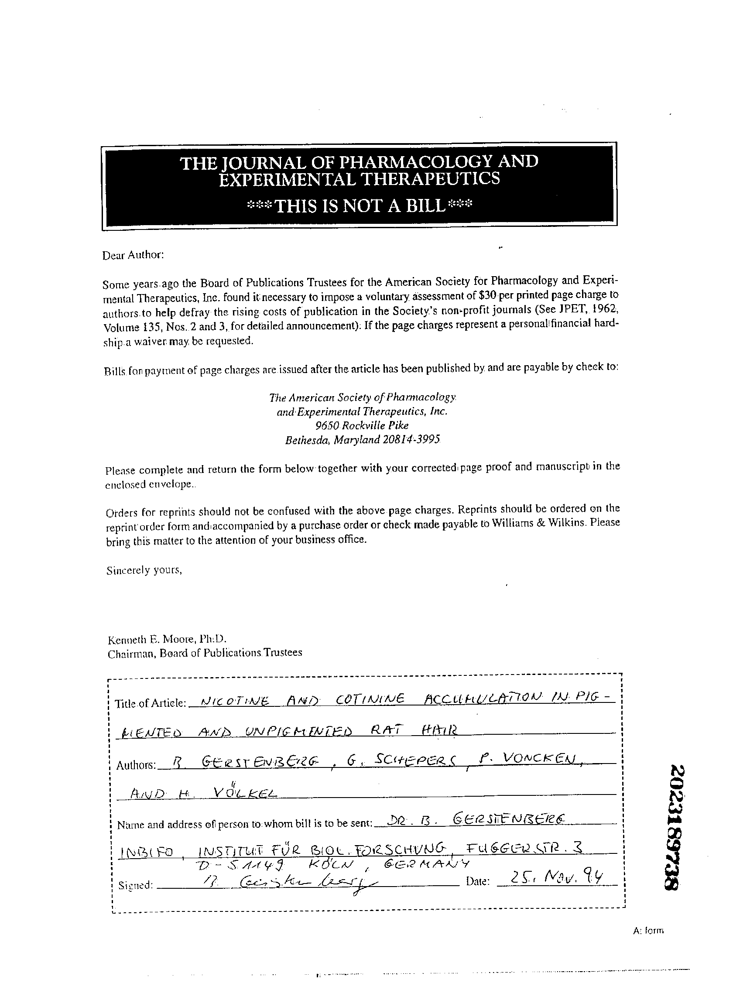 THE JOURNAL OF PHARMACOLOGY AND
EXPERIMENTAL THERAPEUTICS
***THIS IS NOT A BILL***
Dear Author:
Some years ago the Board of Publications Trustees for the American Society for Pharmacology and Experi-
mental Therapeutics, Inc. found it necessary to impose a voluntary assessment of $30 per printed page charge to
authors to help defray the rising costs of publication in the Society's non-profit journals (See JPET, 1962,
Volume 135, Nos. 2 and 3, for detailed announcement). If the page charges represent a personal financial hard-
ship a waiver may be requested.
Bills for payment of page charges are issued after the article has been published by and are payable by check to:
The American Society of Pharmacology
and Experimental Therapeutics, Inc.
9650 Rockville Pike
Bethesda, Maryland 20814-3995
Please complete and return the form below together with your corrected page proof and manuscript in the
enclosed envelope.
Orders for reprints should not be confused with the above page charges. Reprints should be ordered on the
reprint order form and accompanied by a purchase order or check made payable to Williams & Wilkins. Please
bring this matter to the attention of your business office.
Sincerely yours,
Kenneth E. Moore, Ph.D.
Chairman, Board of Publications Trustees
Title of Article: NICOTINE AND COTININE ACCUMULATION IN PIG-
MENTED AND UNPIGMENTED RAT HAIR
Authors: B. GERSTENBERG, G. SCHEPERS, P. VONCKEN,
AND H. VÖLKEL
Name and address of person to whom bill is to be sent: DR. B. GERSTENBERG
INBIFO, INSTITUT FÜR BIOL. FORSCHUNG, FUGGERSTR. 3
D-51149 KÖLN, GERMANY
Signed: B. Gerstenberg Date: 25. Nov. 94
A: form
2023189738